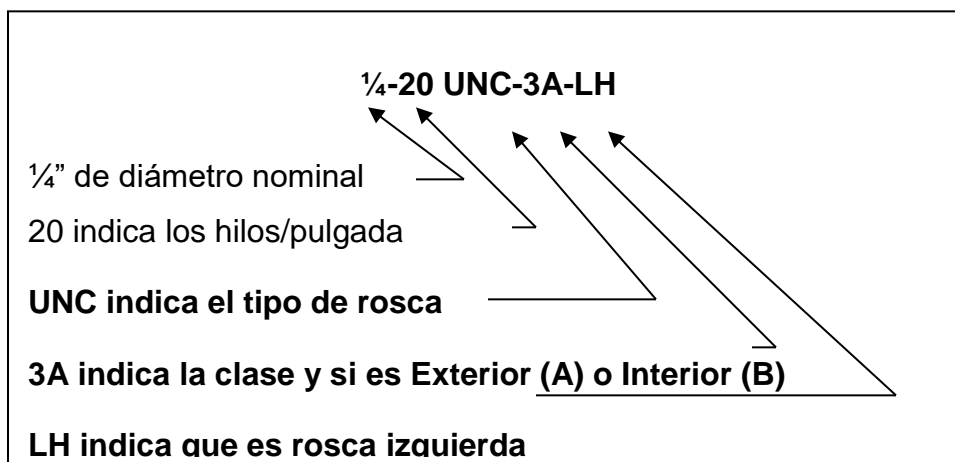 ¼-20 UNC-3A-LH
¼” de diámetro nominal
20 indica los hilos/pulgada
UNC indica el tipo de rosca
3A indica la clase y si es Exterior (A) o Interior (B)
LH indica que es rosca izquierda